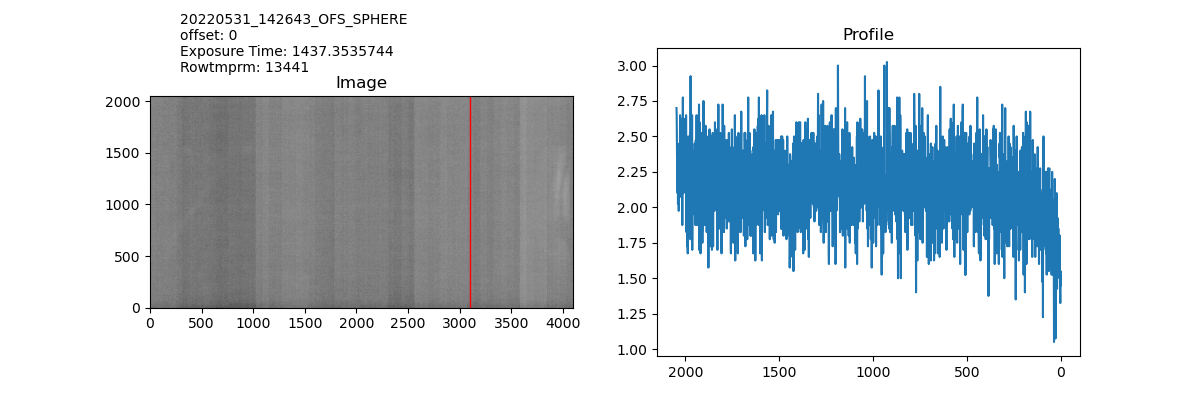 20220531_142643_OFS_SPHERE
offset: 0
Exposure Time: 1437.3535744
Rowtmprm: 13441
Image
2000
1500
1000
500
0
0 500 1000 1500 2000 2500 3000 3500 4000
Profile
3.00
2.75
2.50
2.25
2.00
1.75
1.50
1.25
1.00
2000 1500 1000 500 0